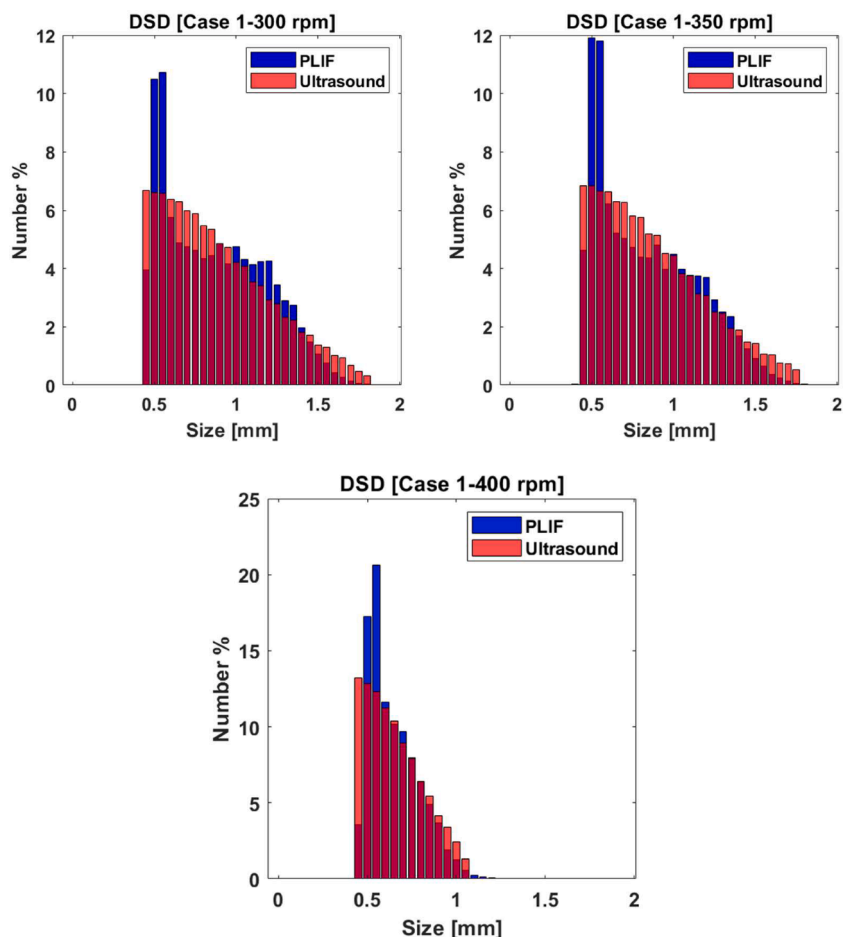 DSD [Case 1-300 rpm]
12
10
8
6
4
2
0
Number %
PLIF
Ultrasound
0 0.5 1 1.5 2
Size [mm]
DSD [Case 1-350 rpm]
12
10
8
6
4
2
0
Number %
PLIF
Ultrasound
0 0.5 1 1.5 2
Size [mm]
DSD [Case 1-400 rpm]
25
20
15
10
5
0
Number %
PLIF
Ultrasound
0 0.5 1 1.5 2
Size [mm]